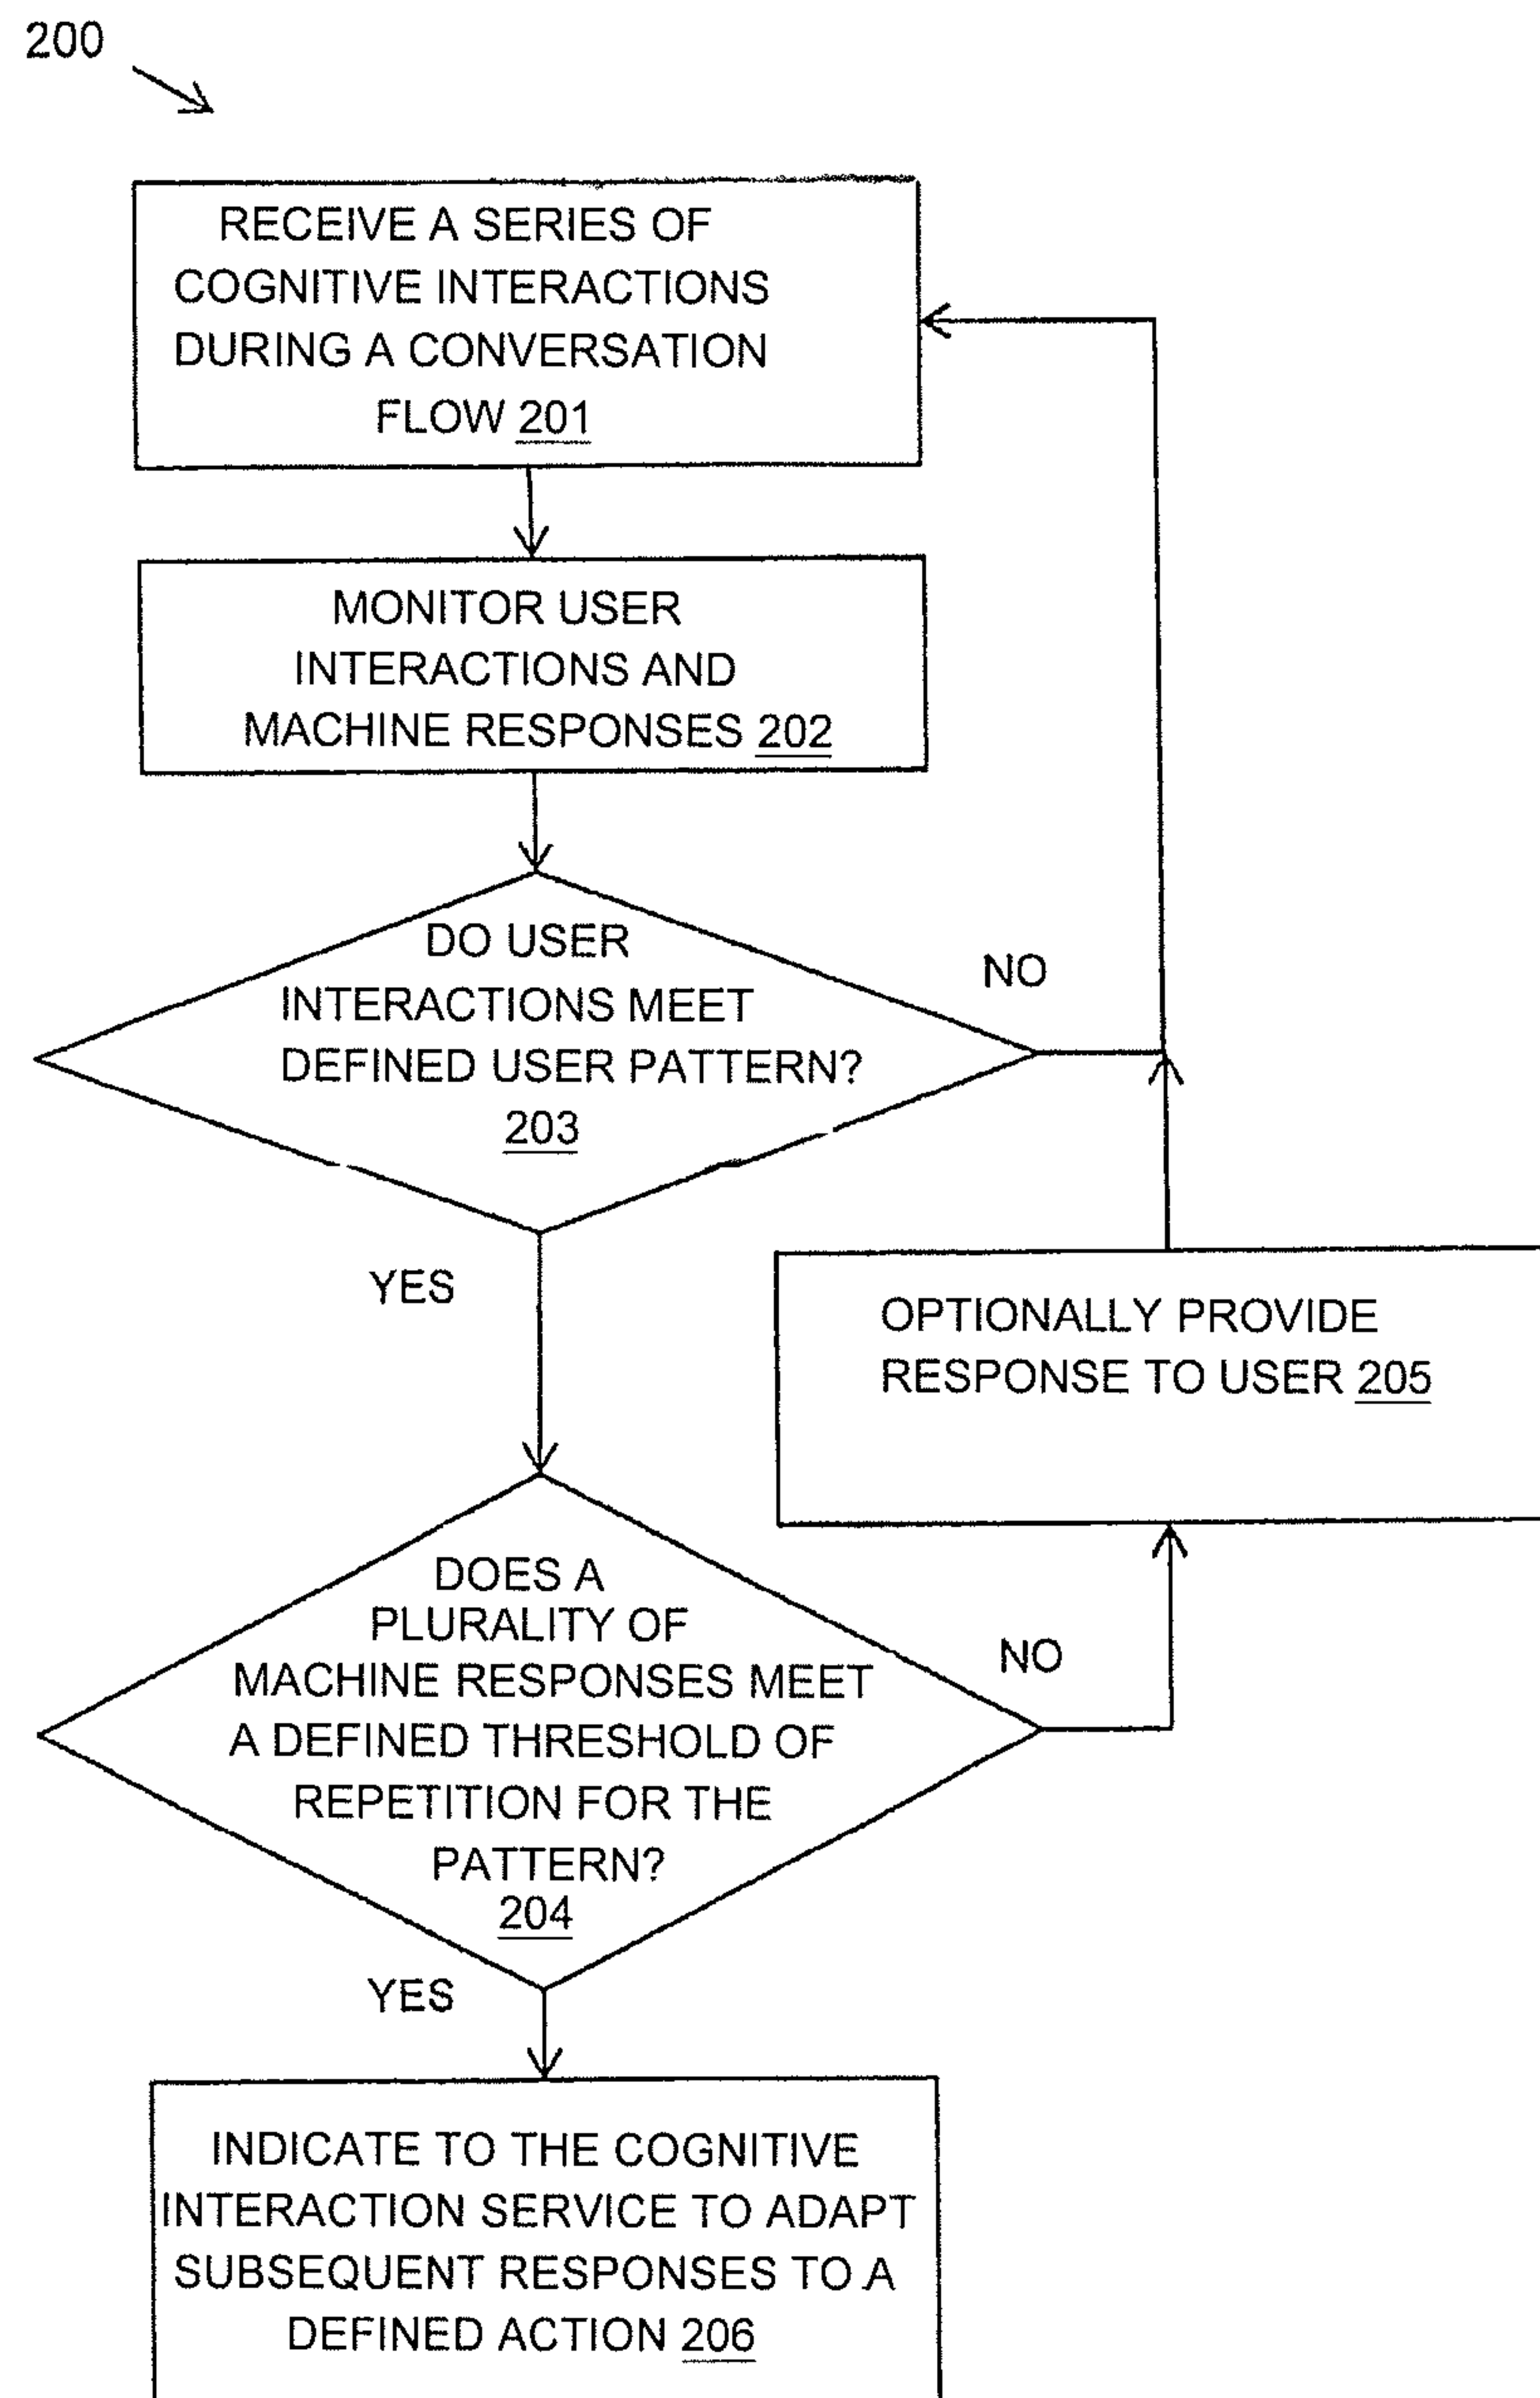 200
RECEIVE A SERIES OF
COGNITIVE INTERACTIONS
DURING A CONVERSATION
FLOW 201
MONITOR USER
INTERACTIONS AND
MACHINE RESPONSES 202
DO USER
INTERACTIONS MEET
DEFINED USER PATTERN?
203
NO
YES
OPTIONALLY PROVIDE
RESPONSE TO USER 205
DOES A
PLURALITY OF
MACHINE RESPONSES MEET
A DEFINED THRESHOLD OF
REPETITION FOR THE
PATTERN?
204
NO
YES
INDICATE TO THE COGNITIVE
INTERACTION SERVICE TO ADAPT
SUBSEQUENT RESPONSES TO A
DEFINED ACTION 206